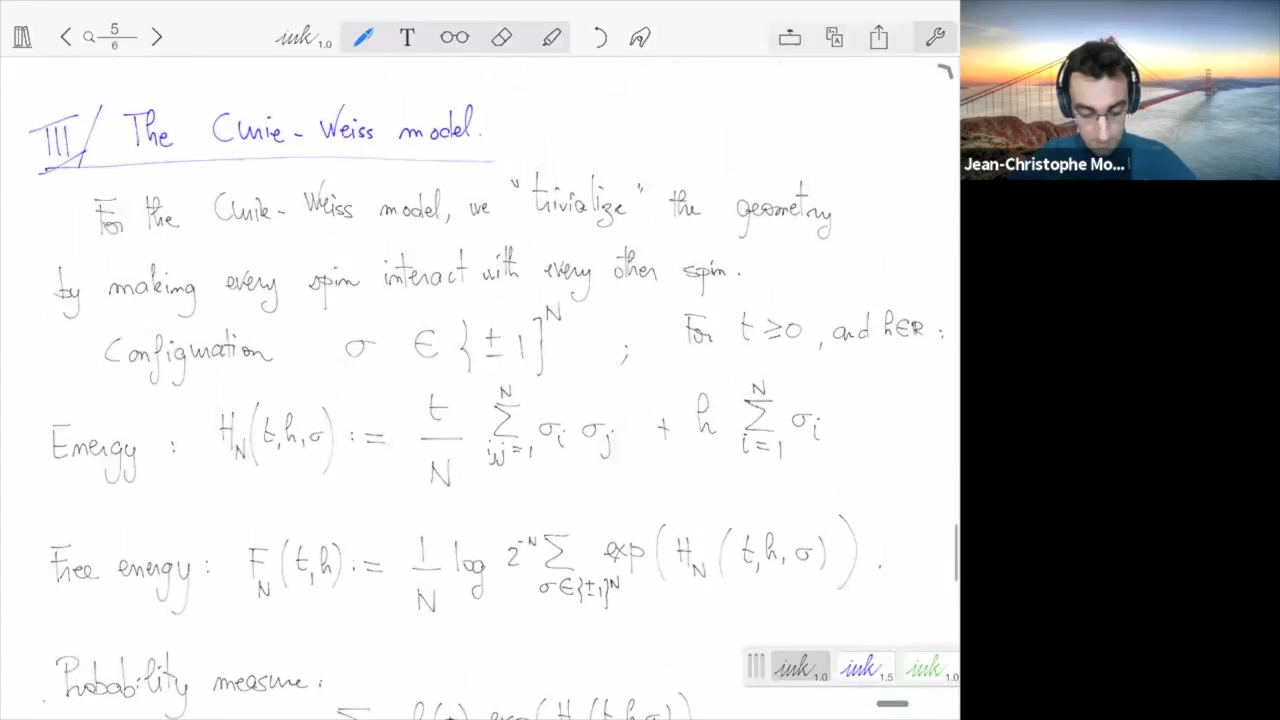 5
6
ink 1.0
T
III/ The Curie-Weiss model.
For the Curie-Weiss model, we "trivialize" the geometry
by making every spin interact with every other spin.
Configuration σ ∈ {±1}^N ; For t ≥ 0, and h∈ℝ:
Energy : H_N(t,h,σ) := t/N ∑_{i,j=1}^N σ_i σ_j + h ∑_{i=1}^N σ_i
Free energy : F_N(t,h) := 1/N log 2^{-N} ∑_{σ∈{±1}^N} exp(H_N(t,h,σ)).
Probability measure:
ink 1.0 ink 1.5 ink 1.0
Jean-Christophe Mo...